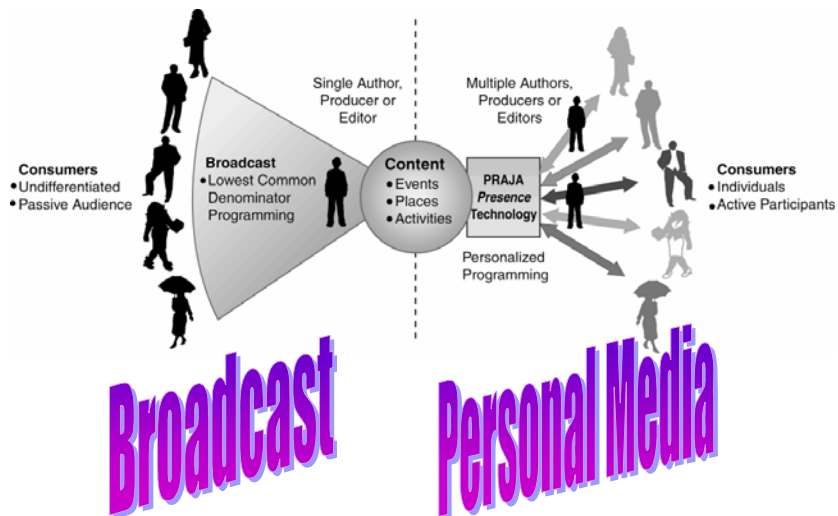 Single Author,
Producer or
Editor
Multiple Authors,
Producers or
Editors
Consumers
• Undifferentiated
• Passive Audience
Broadcast
• Lowest Common
Denominator
Programming
Content
• Events
• Places
• Activities
PRAJA
Presence
Technology
Consumers
• Individuals
• Active Participants
Personalized
Programming
Broadcast
Personal Media